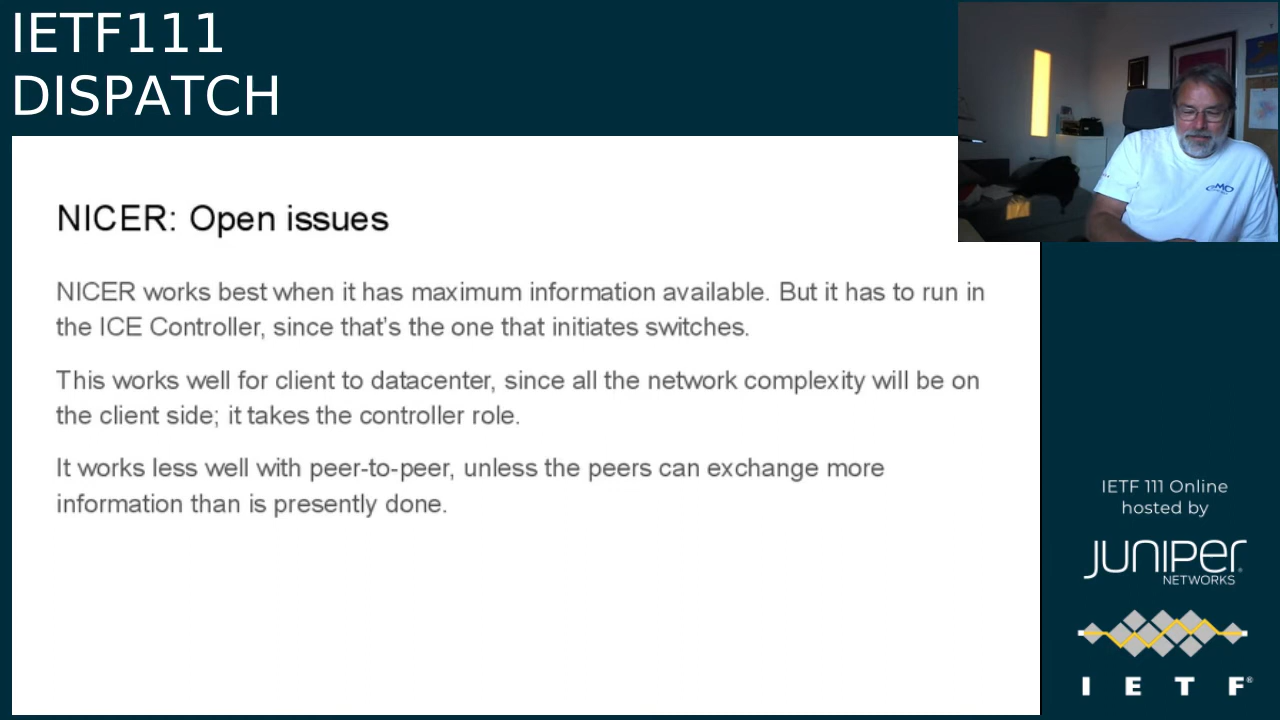 IETF111
DISPATCH
NICER: Open issues
NICER works best when it has maximum information available. But it has to run in
the ICE Controller, since that's the one that initiates switches.
This works well for client to datacenter, since all the network complexity will be on
the client side; it takes the controller role.
It works less well with peer-to-peer, unless the peers can exchange more
information than is presently done.
IETF 111 Online
hosted by
JUNIPER
NETWORKS
I E T F®